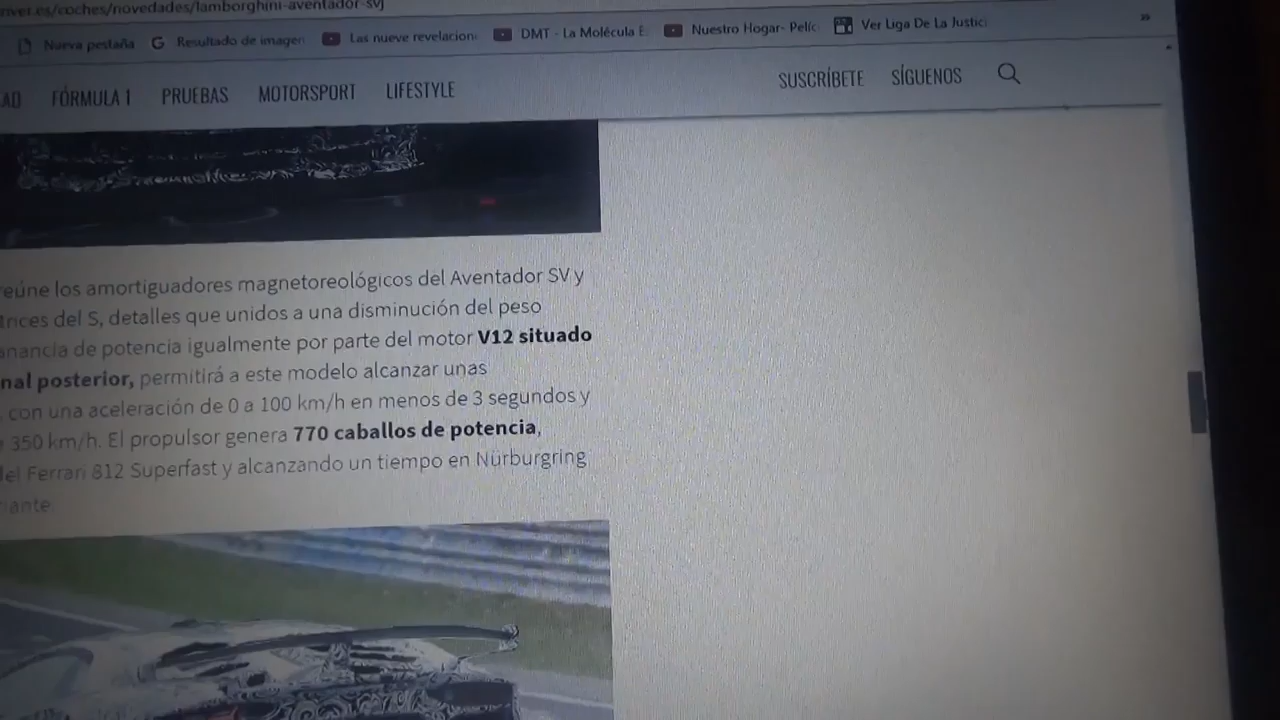 nver.es/coches/novedades/lamborghini-aventador-svj
Nueva pestaña Resultado de imagen Las nueve revelacion DMT - La Molécula E Nuestro Hogar- Pelíc Ver Liga De La Justici »
AD FÓRMULA 1 PRUEBAS MOTORSPORT LIFESTYLE SUSCRÍBETE SÍGUENOS
reúne los amortiguadores magnetoreológicos del Aventador SV y
trices del S, detalles que unidos a una disminución del peso
anancia de potencia igualmente por parte del motor V12 situado
nal posterior, permitirá a este modelo alcanzar unas
, con una aceleración de 0 a 100 km/h en menos de 3 segundos y
350 km/h. El propulsor genera 770 caballos de potencia,
del Ferrari 812 Superfast y alcanzando un tiempo en Nürburgring
iante.